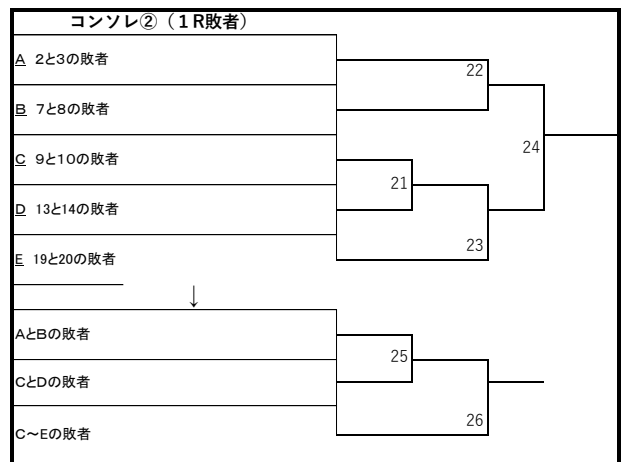 コンソレ②（１R敗者）
A 2と3の敗者
22
B 7と8の敗者
24
C 9と10の敗者
21
D 13と14の敗者
23
E 19と20の敗者
↓
AとBの敗者
25
CとDの敗者
26
C～Eの敗者